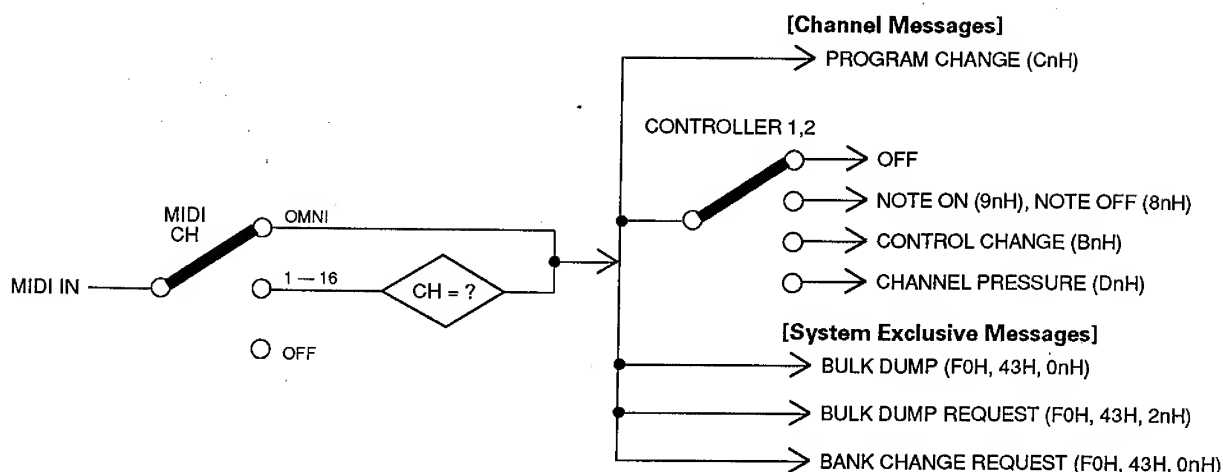 [Channel Messages]
PROGRAM CHANGE (CnH)
CONTROLLER 1,2
OFF
NOTE ON (9nH), NOTE OFF (8nH)
CONTROL CHANGE (BnH)
CHANNEL PRESSURE (DnH)
MIDI
CH
OMNI
MIDI IN
1 — 16
CH = ?
OFF
[System Exclusive Messages]
BULK DUMP (F0H, 43H, 0nH)
BULK DUMP REQUEST (F0H, 43H, 2nH)
BANK CHANGE REQUEST (F0H, 43H, 0nH)